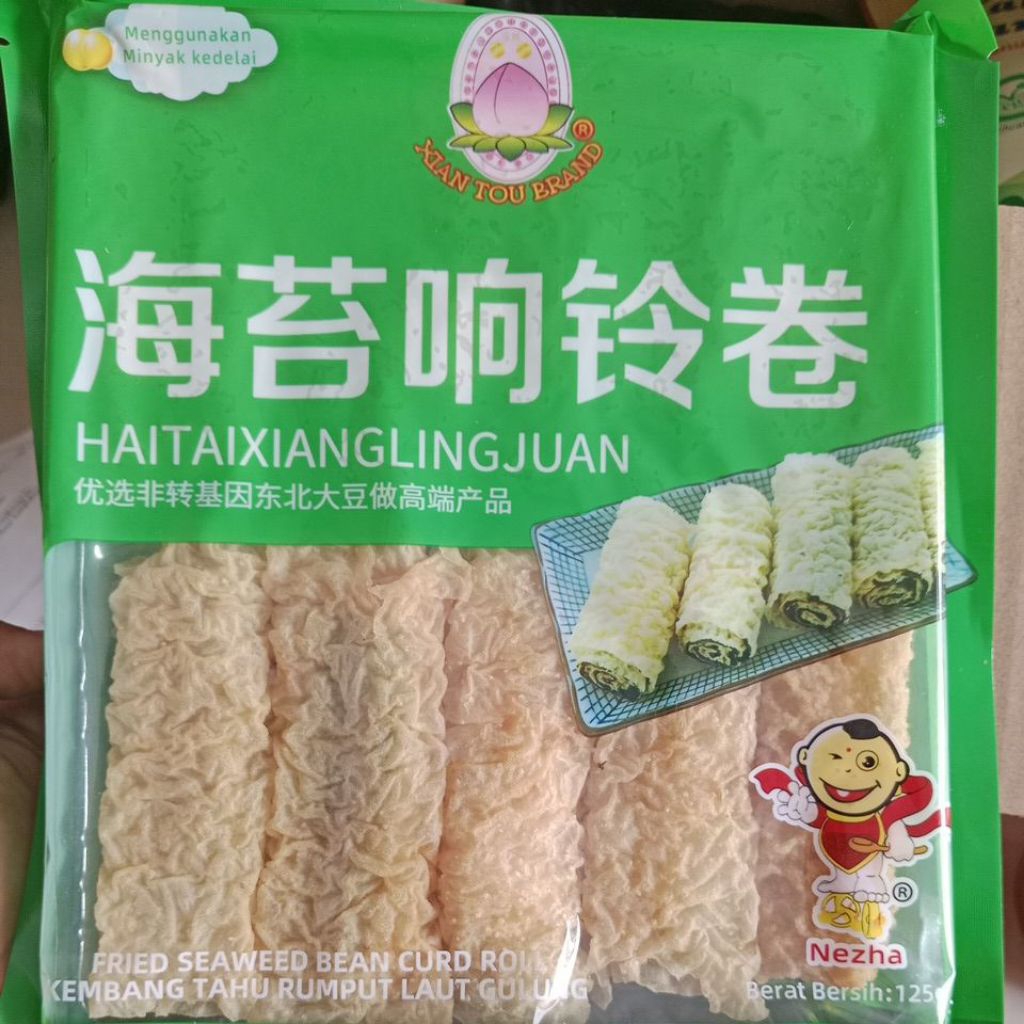 Menggunakan
Minyak kedelai
XIAN TOU BRAND®
海苔响铃卷
HAITAIXIANGLINGJUAN
优选非转基因东北大豆做高端产品
®
Nezha
FRIED SEAWEED BEAN CURD ROLL
KEMBANG TAHU RUMPUT LAUT GULUNG
Berat Bersih:125g